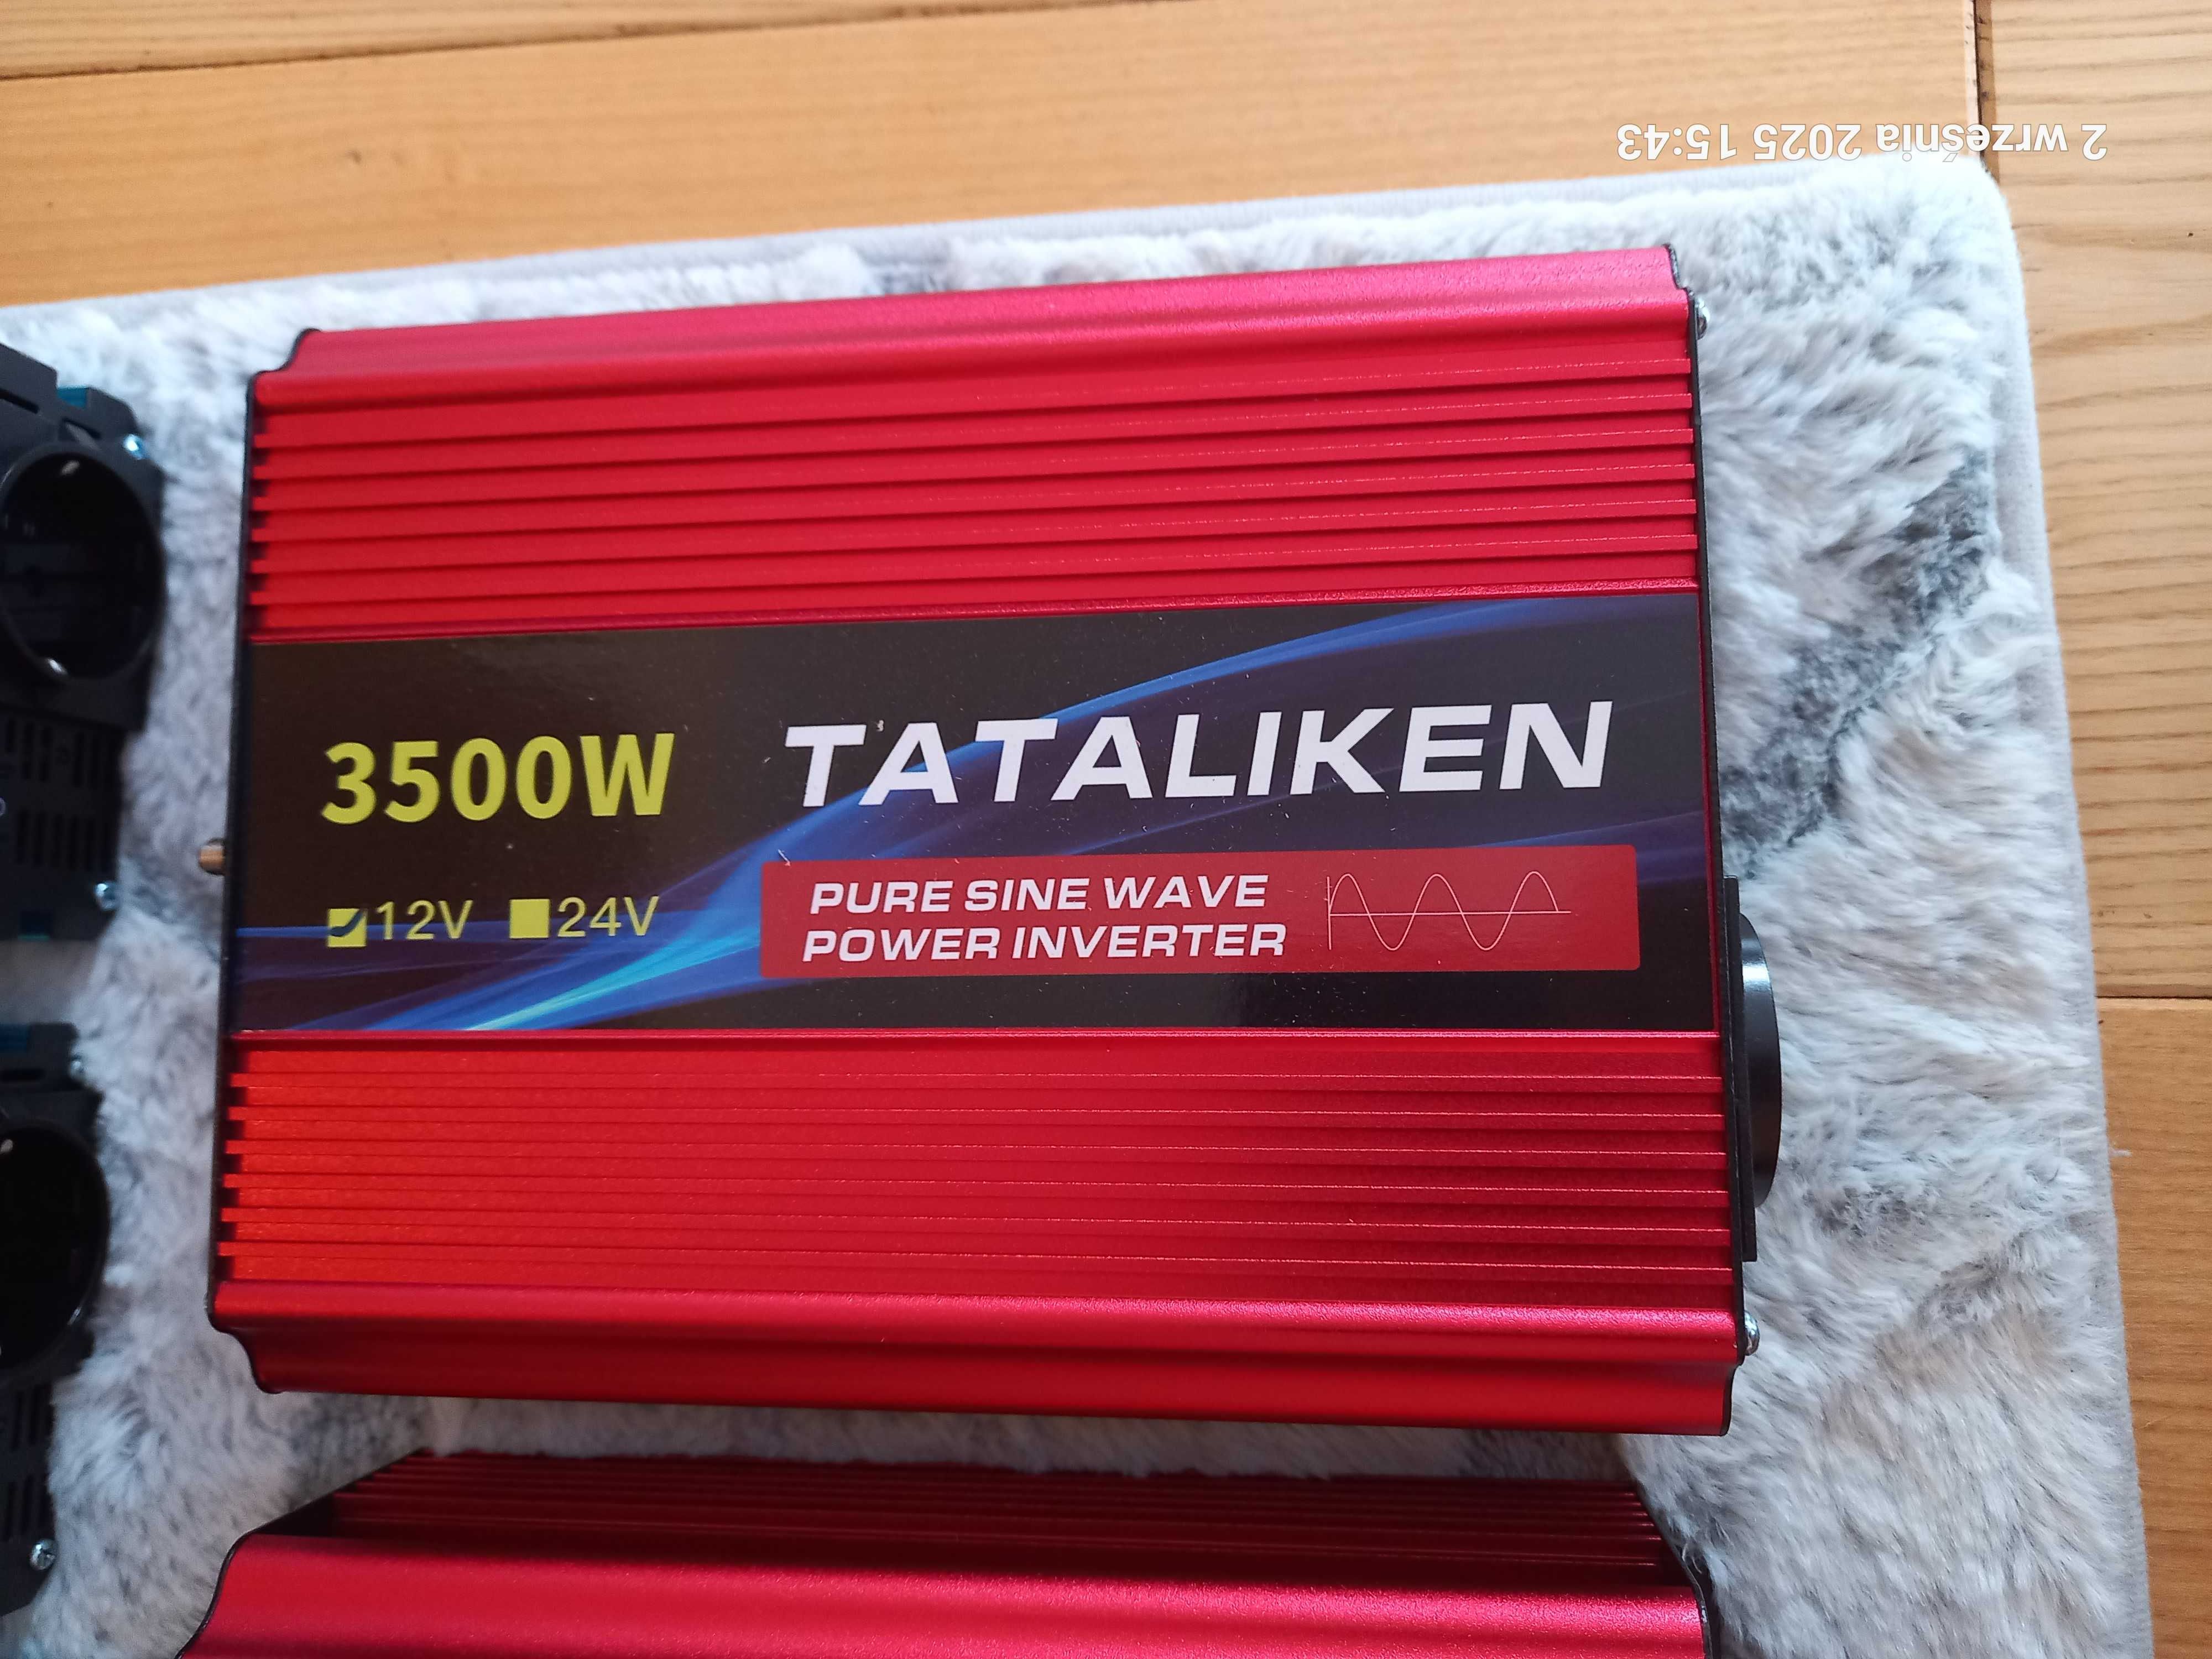 2 września 2025 15:43
3500W
TATALIKEN
12V 24V
PURE SINE WAVE
POWER INVERTER